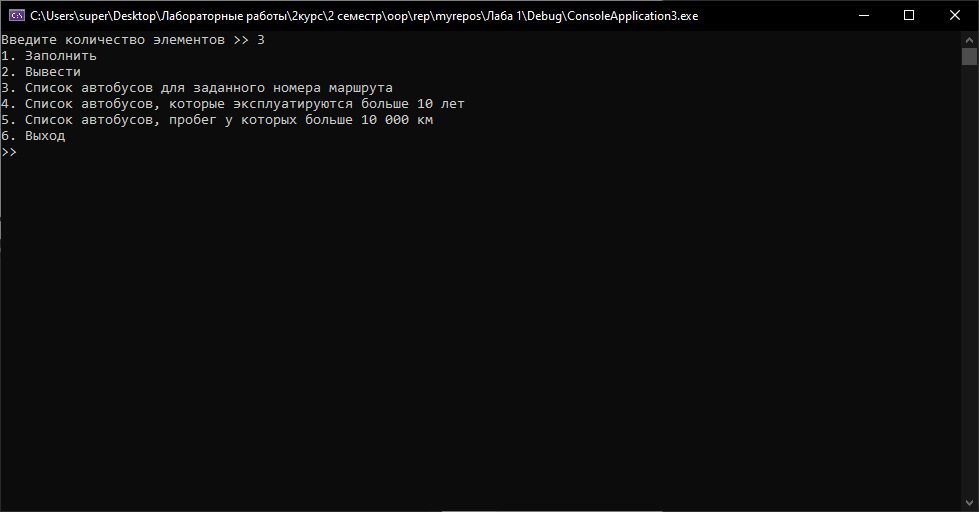 C:\Users\super\Desktop\Лабораторные работы\2курс\2 семестр\oop\rep\myrepos\Лаба 1\Debug\ConsoleApplication3.exe
Введите количество элементов >> 3
1. Заполнить
2. Вывести
3. Список автобусов для заданного номера маршрута
4. Список автобусов, которые эксплуатируются больше 10 лет
5. Список автобусов, пробег у которых больше 10 000 км
6. Выход
>>